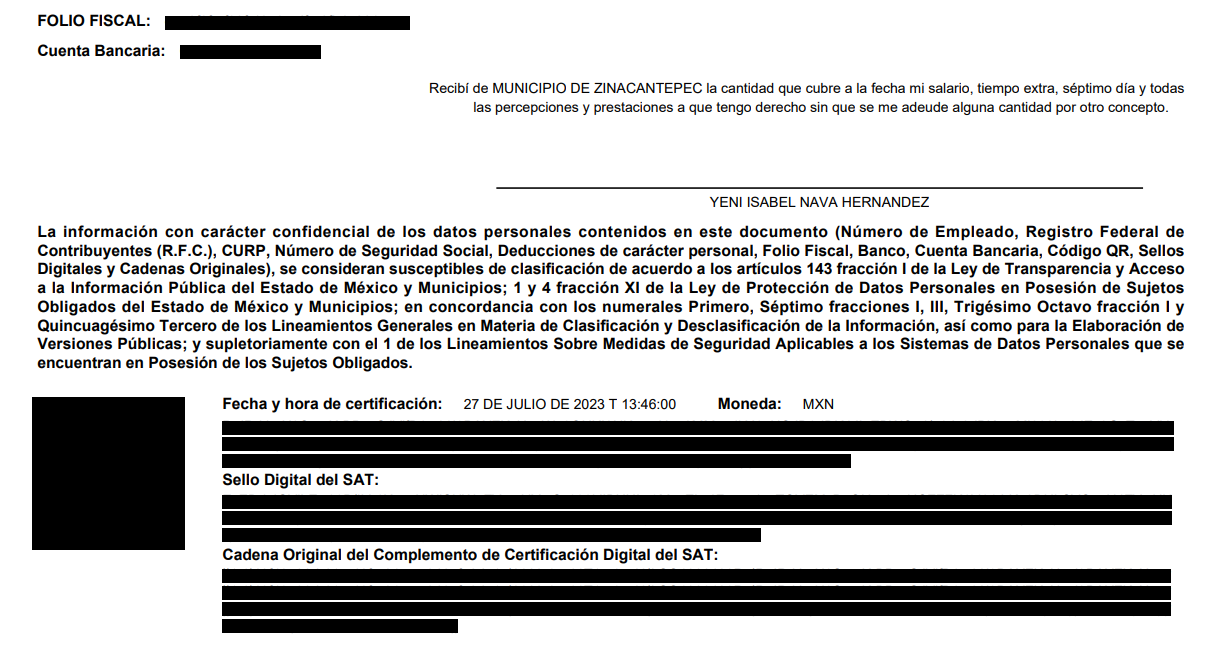 FOLIO FISCAL:
Cuenta Bancaria:
Recibí de MUNICIPIO DE ZINACANTEPEC la cantidad que cubre a la fecha mi salario, tiempo extra, séptimo día y todas
las percepciones y prestaciones a que tengo derecho sin que se me adeude alguna cantidad por otro concepto.
YENI ISABEL NAVA HERNANDEZ
La información con carácter confidencial de los datos personales contenidos en este documento (Número de Empleado, Registro Federal de
Contribuyentes (R.F.C.), CURP, Número de Seguridad Social, Deducciones de carácter personal, Folio Fiscal, Banco, Cuenta Bancaria, Código QR, Sellos
Digitales y Cadenas Originales), se consideran susceptibles de clasificación de acuerdo a los artículos 143 fracción I de la Ley de Transparencia y Acceso
a la Información Pública del Estado de México y Municipios; 1 y 4 fracción XI de la Ley de Protección de Datos Personales en Posesión de Sujetos
Obligados del Estado de México y Municipios; en concordancia con los numerales Primero, Séptimo fracciones I, III, Trigésimo Octavo fracción I y
Quincuagésimo Tercero de los Lineamientos Generales en Materia de Clasificación y Desclasificación de la Información, así como para la Elaboración de
Versiones Públicas; y supletoriamente con el 1 de los Lineamientos Sobre Medidas de Seguridad Aplicables a los Sistemas de Datos Personales que se
encuentran en Posesión de los Sujetos Obligados.
Fecha y hora de certificación: 27 DE JULIO DE 2023 T 13:46:00 Moneda: MXN
Sello Digital del SAT:
Cadena Original del Complemento de Certificación Digital del SAT: